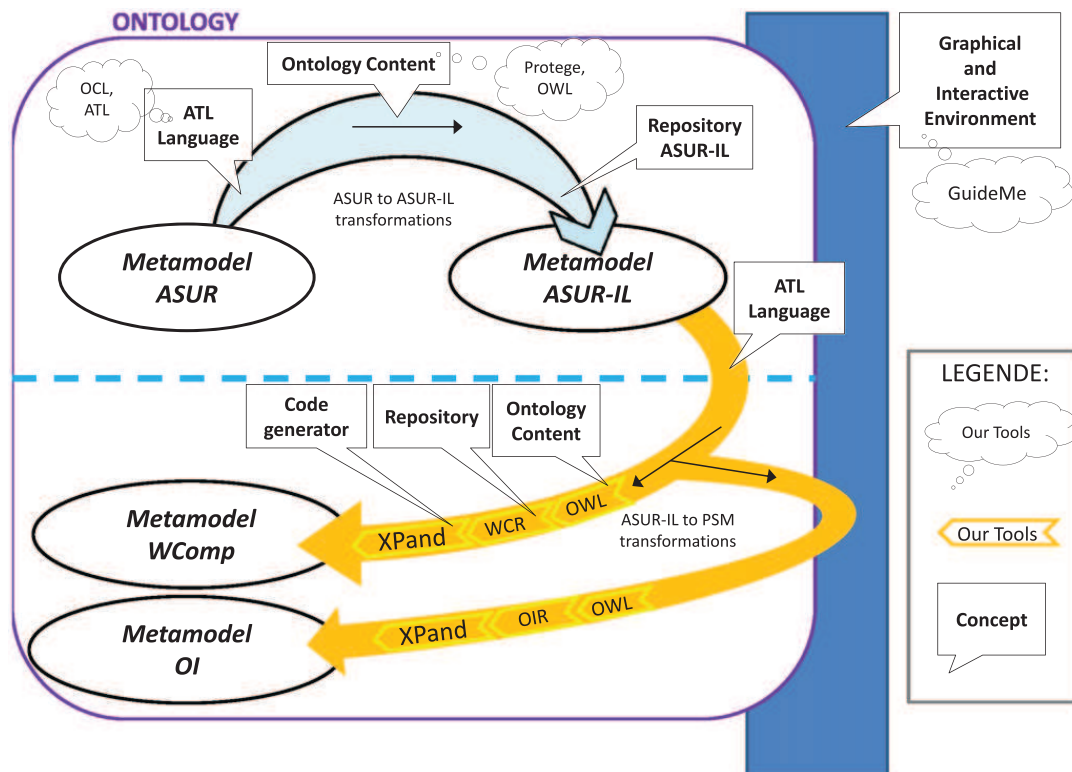 ONTOLOGY
OCL,
ATL
ATL
Language
Ontology Content
Protege,
OWL
Repository
ASUR-IL
Graphical
and
Interactive
Environment
GuideMe
ASUR to ASUR-IL
transformations
Metamodel
ASUR
Metamodel
ASUR-IL
ATL
Language
LEGENDE:
Our Tools
Our Tools
Concept
Code
generator
Repository
Ontology
Content
Metamodel
WComp
XPand
WCR
OWL
ASUR-IL to PSM
transformations
Metamodel
OI
XPand
OIR
OWL